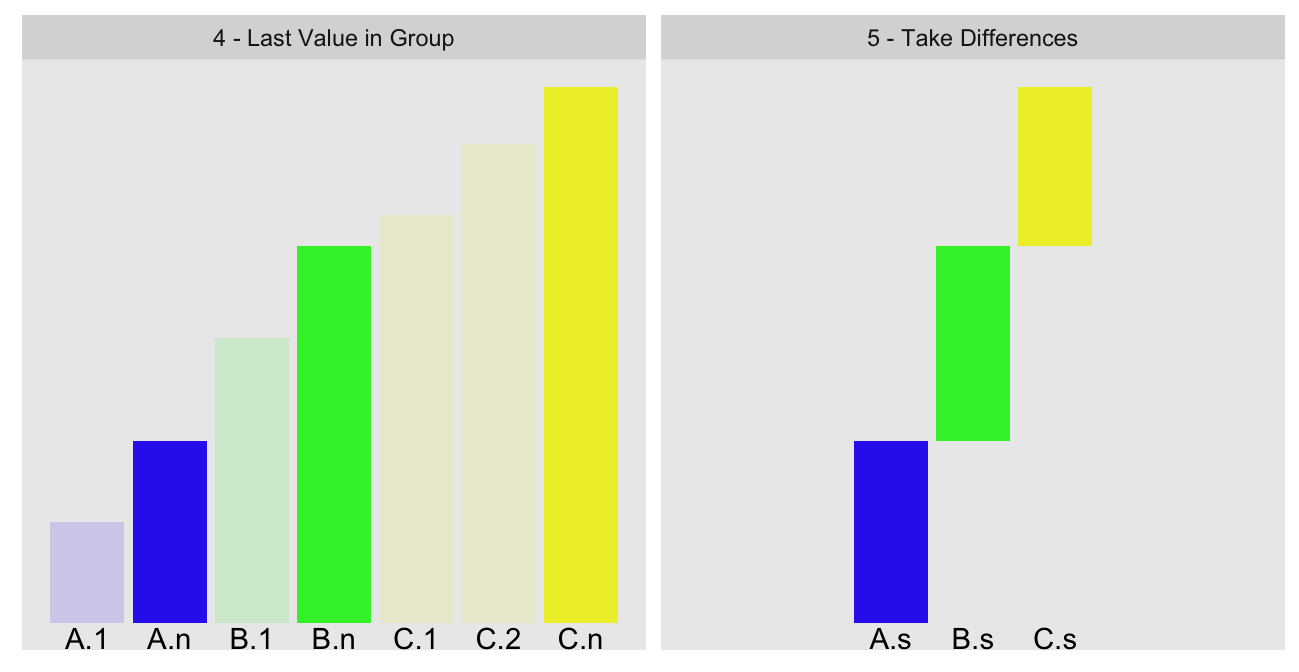 4 - Last Value in Group
A.1 A.n B.1 B.n C.1 C.2 C.n
5 - Take Differences
A.s B.s C.s